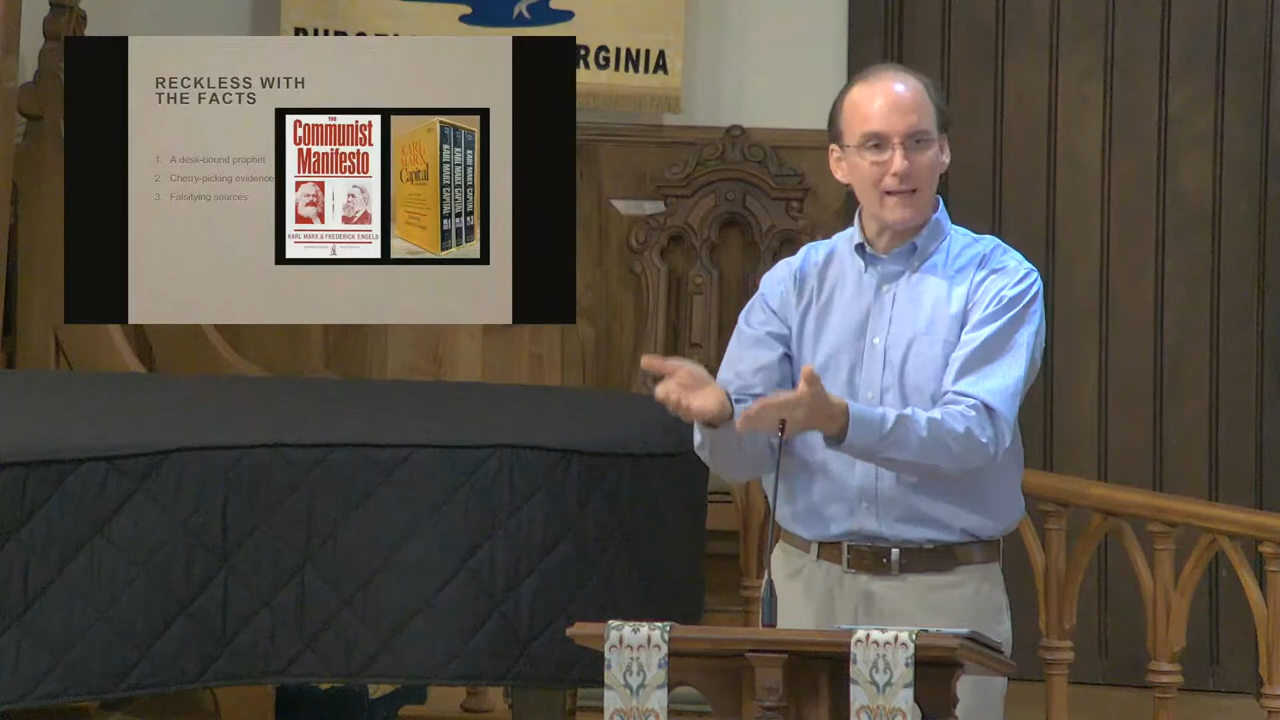 RGINIA
RECKLESS WITH
THE FACTS
1. A desk-bound prophet
2. Cherry-picking evidence
3. Falsifying sources
THE
Communist
Manifesto
KARL MARX & FREDERICK ENGELS
KARL
MARX
Capital
KARL MARX CAPITAL
KARL MARX CAPITAL
KARL MARX CAPITAL